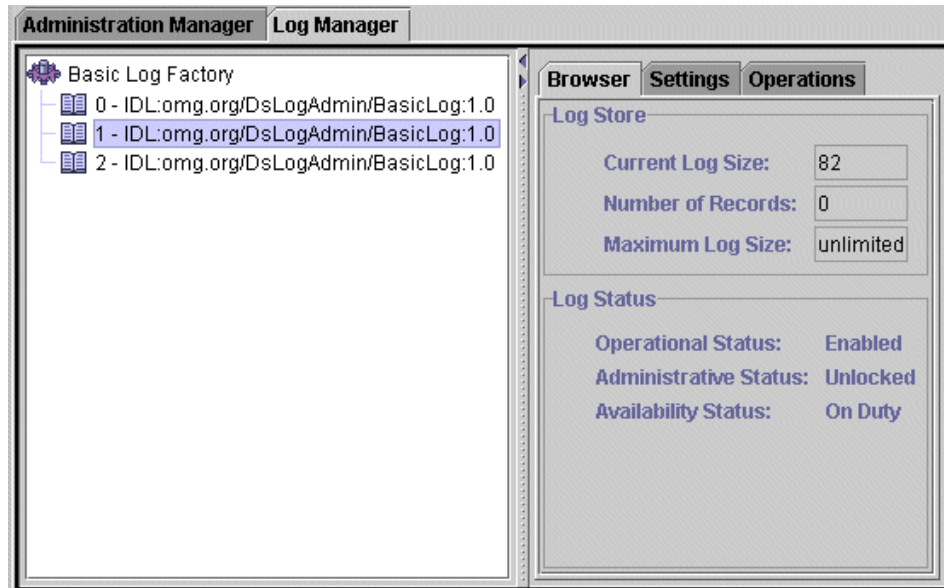 Administration Manager Log Manager
Basic Log Factory
0 - IDL:omg.org/DsLogAdmin/BasicLog:1.0
1 - IDL:omg.org/DsLogAdmin/BasicLog:1.0
2 - IDL:omg.org/DsLogAdmin/BasicLog:1.0
Browser Settings Operations
Log Store
Current Log Size: 82
Number of Records: 0
Maximum Log Size: unlimited
Log Status
Operational Status: Enabled
Administrative Status: Unlocked
Availability Status: On Duty